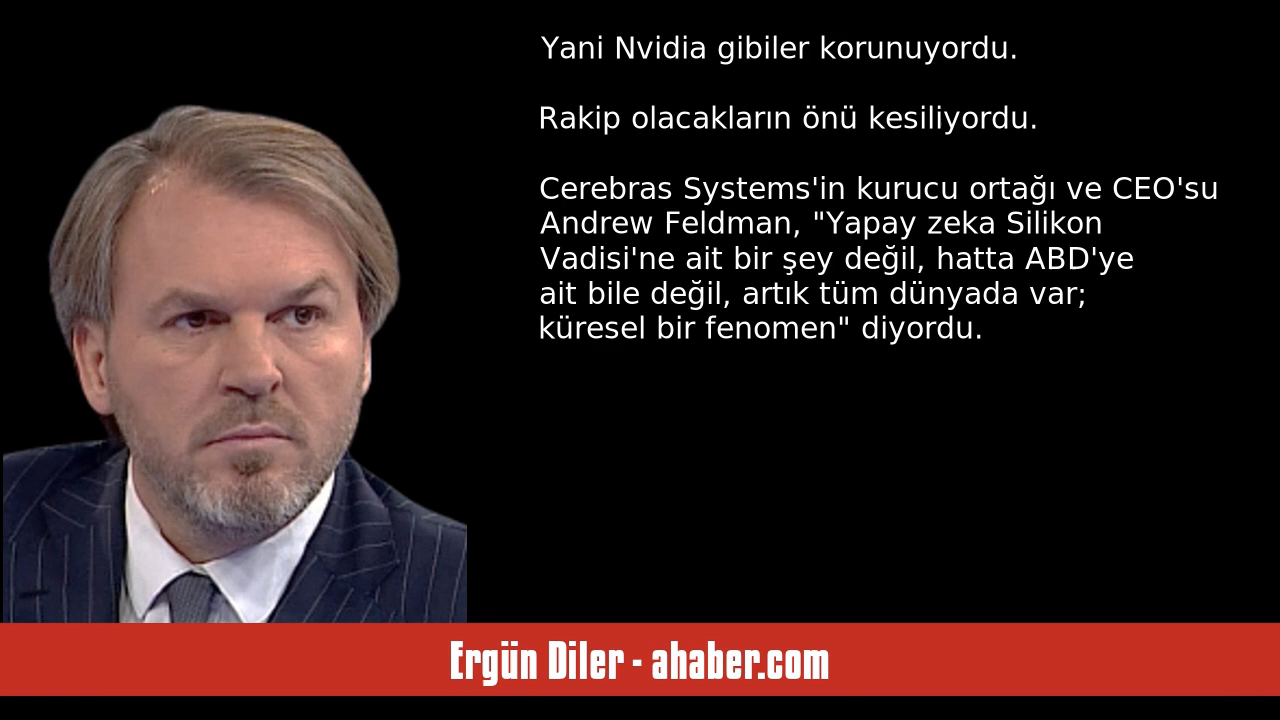 Yani Nvidia gibiler korunuyordu.
Rakip olacakların önü kesiliyordu.
Cerebras Systems'in kurucu ortağı ve CEO'su
Andrew Feldman, "Yapay zeka Silikon
Vadisi'ne ait bir şey değil, hatta ABD'ye
ait bile değil, artık tüm dünyada var;
küresel bir fenomen" diyordu.
Ergün Diler - ahaber.com